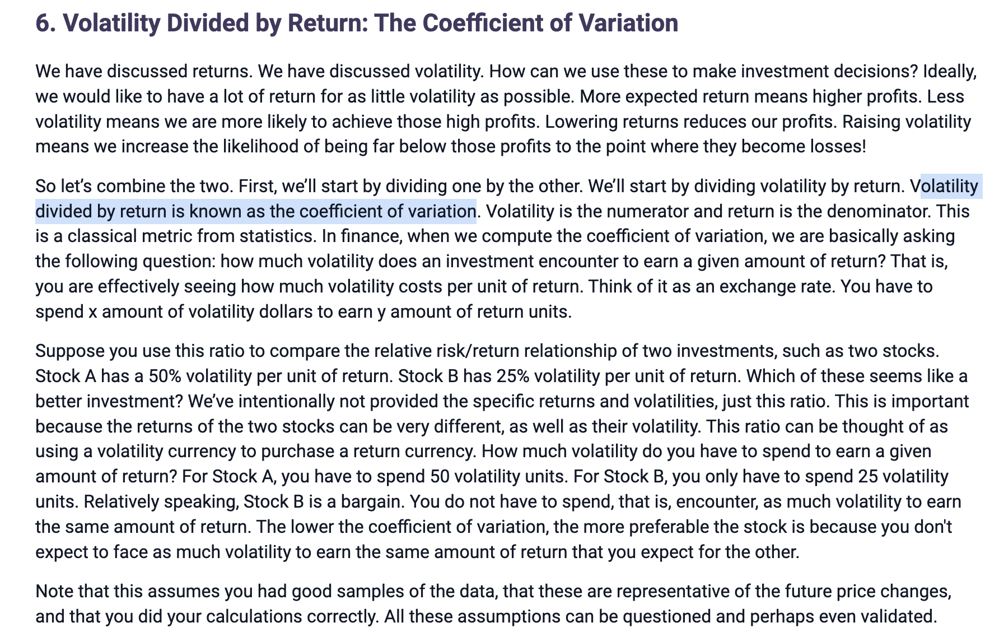 6. Volatility Divided by Return: The Coefficient of Variation
We have discussed returns. We have discussed volatility. How can we use these to make investment decisions? Ideally,
we would like to have a lot of return for as little volatility as possible. More expected return means higher profits. Less
volatility means we are more likely to achieve those high profits. Lowering returns reduces our profits. Raising volatility
means we increase the likelihood of being far below those profits to the point where they become losses!
So let’s combine the two. First, we’ll start by dividing one by the other. We’ll start by dividing volatility by return. Volatility
divided by return is known as the coefficient of variation. Volatility is the numerator and return is the denominator. This
is a classical metric from statistics. In finance, when we compute the coefficient of variation, we are basically asking
the following question: how much volatility does an investment encounter to earn a given amount of return? That is,
you are effectively seeing how much volatility costs per unit of return. Think of it as an exchange rate. You have to
spend x amount of volatility dollars to earn y amount of return units.
Suppose you use this ratio to compare the relative risk/return relationship of two investments, such as two stocks.
Stock A has a 50% volatility per unit of return. Stock B has 25% volatility per unit of return. Which of these seems like a
better investment? We’ve intentionally not provided the specific returns and volatilities, just this ratio. This is important
because the returns of the two stocks can be very different, as well as their volatility. This ratio can be thought of as
using a volatility currency to purchase a return currency. How much volatility do you have to spend to earn a given
amount of return? For Stock A, you have to spend 50 volatility units. For Stock B, you only have to spend 25 volatility
units. Relatively speaking, Stock B is a bargain. You do not have to spend, that is, encounter, as much volatility to earn
the same amount of return. The lower the coefficient of variation, the more preferable the stock is because you don't
expect to face as much volatility to earn the same amount of return that you expect for the other.
Note that this assumes you had good samples of the data, that these are representative of the future price changes,
and that you did your calculations correctly. All these assumptions can be questioned and perhaps even validated.